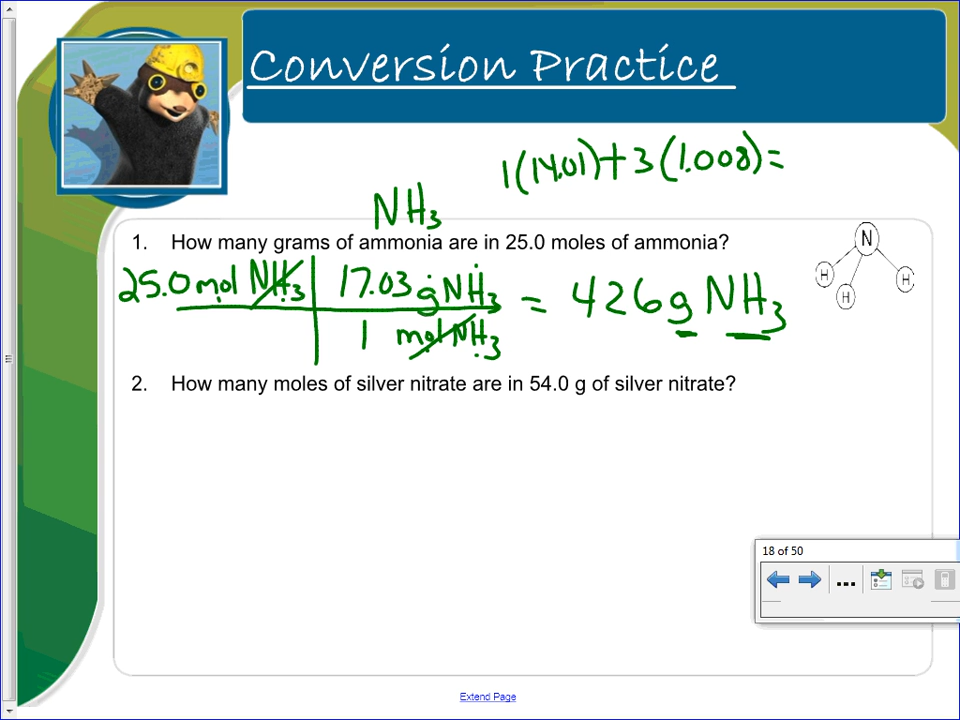 Conversion Practice
1(14.01)+3(1.008)=
NH₃
1. How many grams of ammonia are in 25.0 moles of ammonia?
N
H
H
H
25.0 mol NH₃ | 17.03 g NH₃ = 426 g NH₃
1 mol NH₃
2. How many moles of silver nitrate are in 54.0 g of silver nitrate?
18 of 50
...
Extend Page